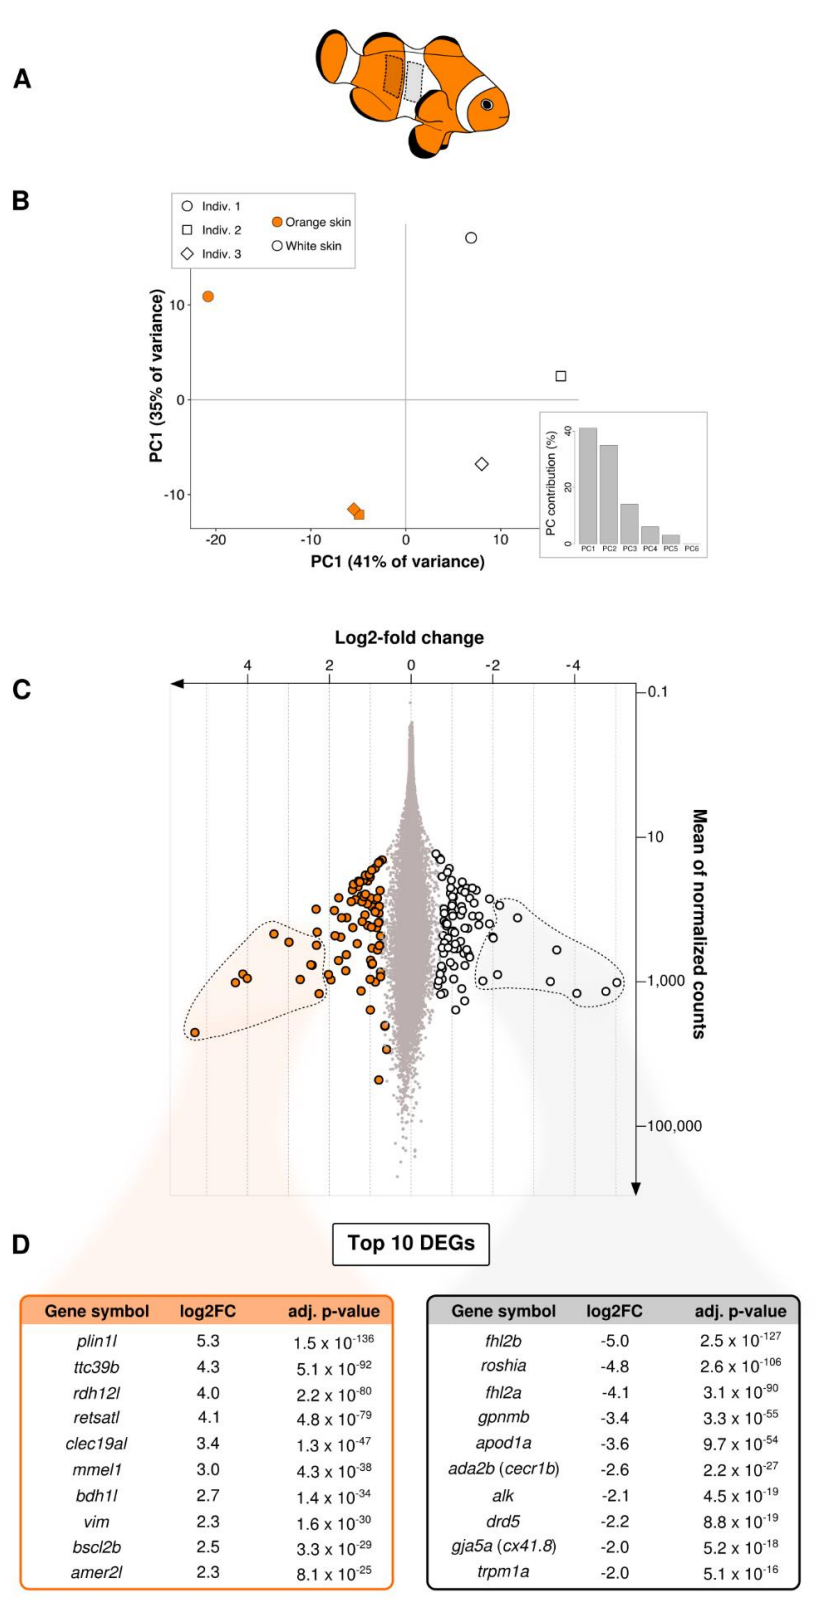 A
B
Indiv. 1
Indiv. 2
Indiv. 3
Orange skin
White skin
PC1 (35% of variance)
10
0
-10
-20
-10
0
10
PC1 (41% of variance)
PC contribution (%)
40
20
0
PC1 PC2 PC3 PC4 PC5 PC6
C
Log2-fold change
4 2 0 -2 -4
0.1
10
1,000
100,000
Mean of normalized counts
D
Top 10 DEGs
Gene symbol log2FC adj. p-value
plin1l 5.3 1.5 x 10^-136
ttc39b 4.3 5.1 x 10^-92
rdh12l 4.0 2.2 x 10^-80
retsatl 4.1 4.8 x 10^-79
clec19al 3.4 1.3 x 10^-47
mmel1 3.0 4.3 x 10^-38
bdh1l 2.7 1.4 x 10^-34
vim 2.3 1.6 x 10^-30
bscl2b 2.5 3.3 x 10^-29
amer2l 2.3 8.1 x 10^-25
Gene symbol log2FC adj. p-value
fhl2b -5.0 2.5 x 10^-127
roshia -4.8 2.6 x 10^-106
fhl2a -4.1 3.1 x 10^-90
gpnmb -3.4 3.3 x 10^-55
apod1a -3.6 9.7 x 10^-54
ada2b (cecr1b) -2.6 2.2 x 10^-27
alk -2.1 4.5 x 10^-19
drd5 -2.2 8.8 x 10^-19
gja5a (cx41.8) -2.0 5.2 x 10^-18
trpm1a -2.0 5.1 x 10^-16